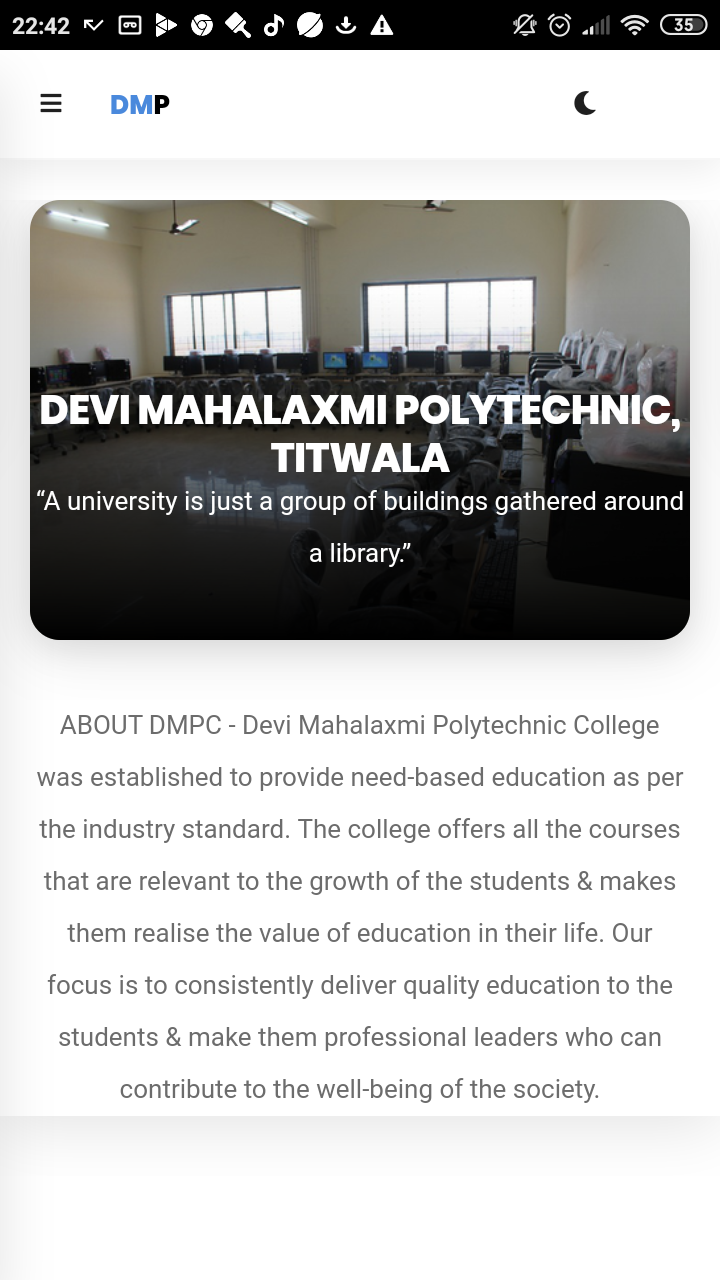 22:42
35
DMP
DEVI MAHALAXMI POLYTECHNIC,
TITWALA
“A university is just a group of buildings gathered around
a library.”
ABOUT DMPC - Devi Mahalaxmi Polytechnic College
was established to provide need-based education as per
the industry standard. The college offers all the courses
that are relevant to the growth of the students & makes
them realise the value of education in their life. Our
focus is to consistently deliver quality education to the
students & make them professional leaders who can
contribute to the well-being of the society.